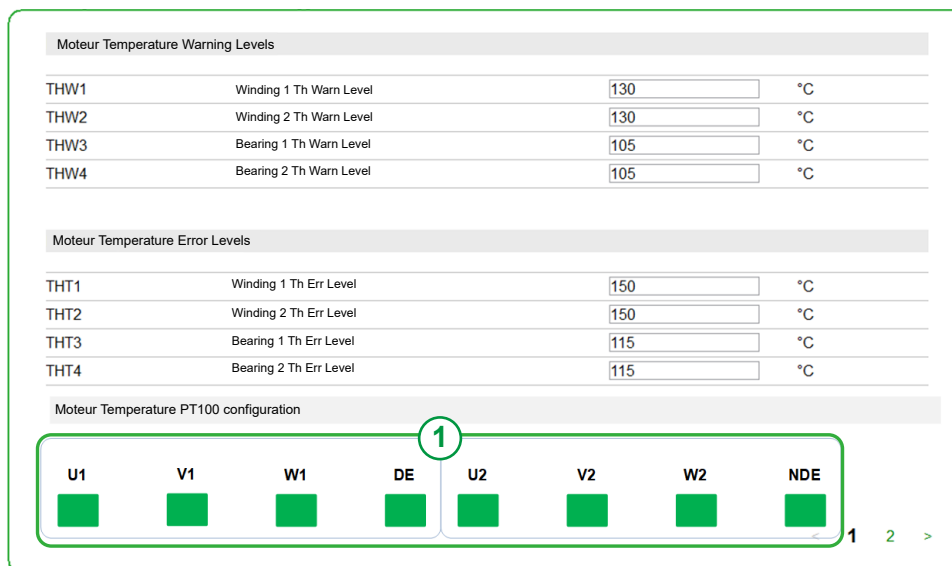 Moteur Temperature Warning Levels
THW1 Winding 1 Th Warn Level 130 °C
THW2 Winding 2 Th Warn Level 130 °C
THW3 Bearing 1 Th Warn Level 105 °C
THW4 Bearing 2 Th Warn Level 105 °C
Moteur Temperature Error Levels
THT1 Winding 1 Th Err Level 150 °C
THT2 Winding 2 Th Err Level 150 °C
THT3 Bearing 1 Th Err Level 115 °C
THT4 Bearing 2 Th Err Level 115 °C
Moteur Temperature PT100 configuration
1
U1 V1 W1 DE U2 V2 W2 NDE
< 1 2 >